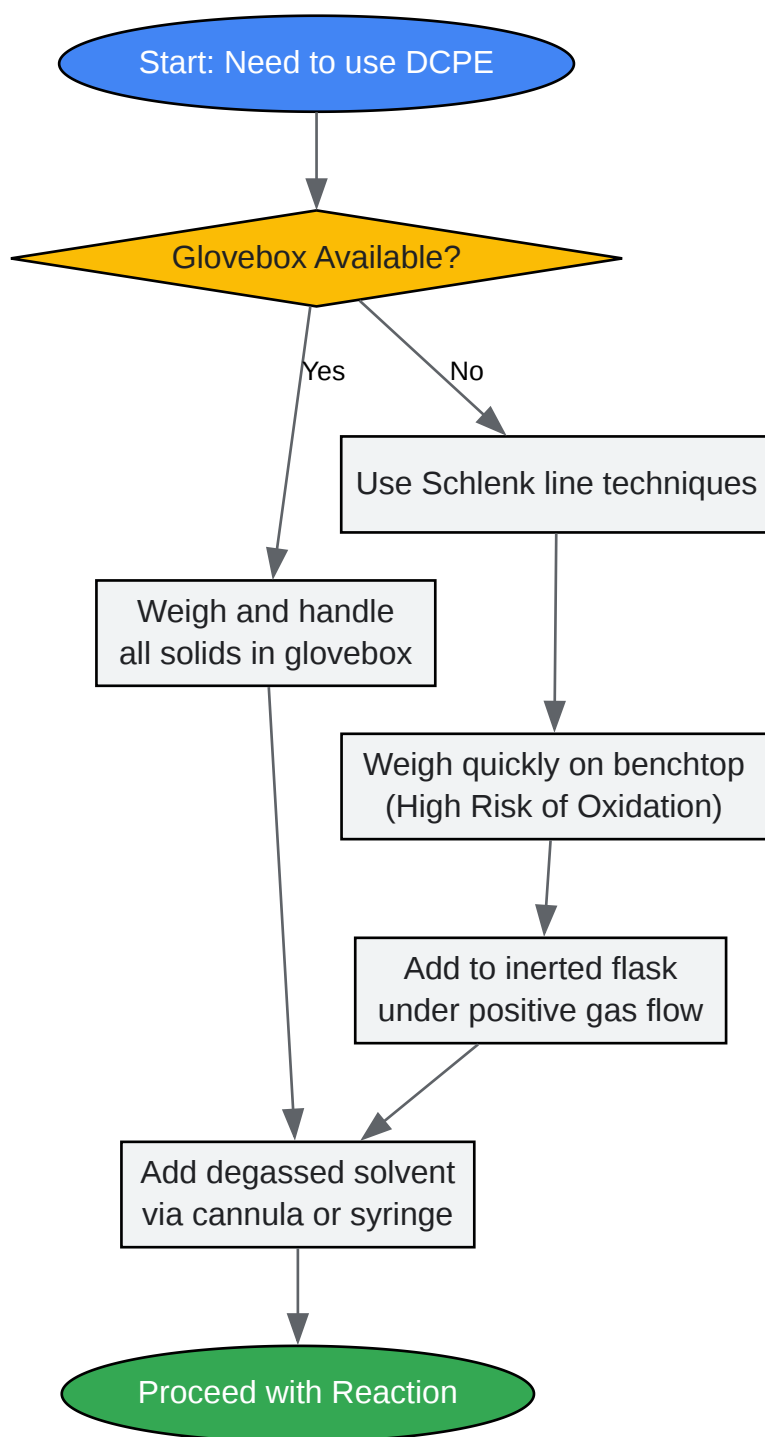 Start: Need to use DCPE
Glovebox Available?
Yes
No
Use Schlenk line techniques
Weigh and handle
all solids in glovebox
Weigh quickly on benchtop
(High Risk of Oxidation)
Add to inerted flask
under positive gas flow
Add degassed solvent
via cannula or syringe
Proceed with Reaction